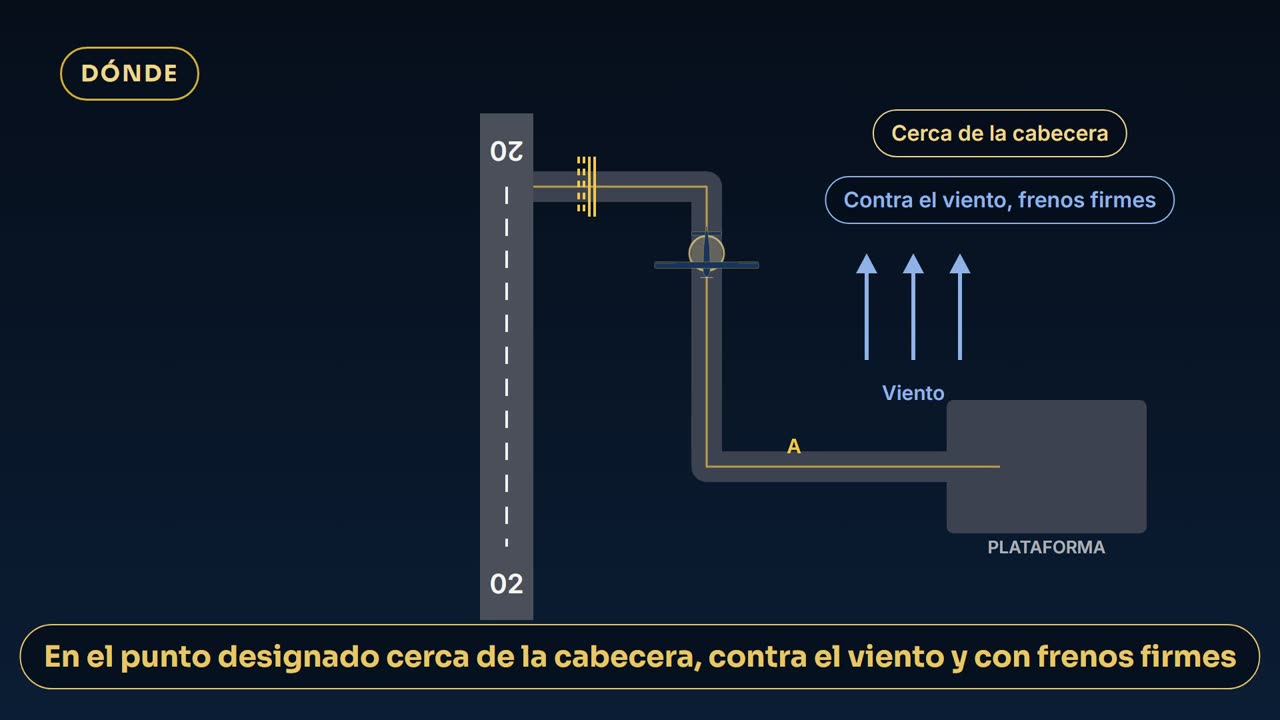 DÓNDE
20
Cerca de la cabecera
Contra el viento, frenos firmes
Viento
A
PLATAFORMA
02
En el punto designado cerca de la cabecera, contra el viento y con frenos firmes